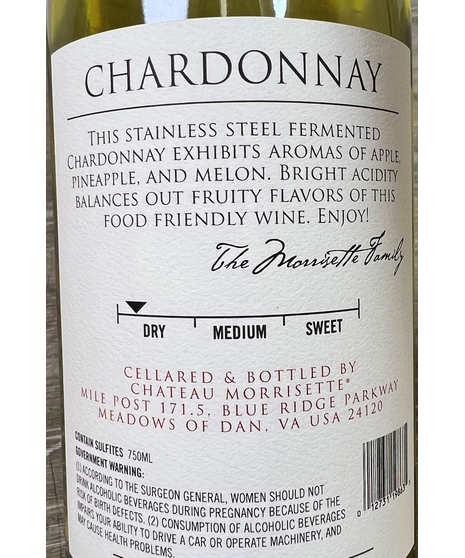 CHARDONNAY
THIS STAINLESS STEEL FERMENTED
CHARDONNAY EXHIBITS AROMAS OF APPLE,
PINEAPPLE, AND MELON. BRIGHT ACIDITY
BALANCES OUT FRUITY FLAVORS OF THIS
FOOD FRIENDLY WINE. ENJOY!
The Morrisette Family
DRY MEDIUM SWEET
CELLARED & BOTTLED BY
CHATEAU MORRISETTE®
MILE POST 171.5, BLUE RIDGE PARKWAY
MEADOWS OF DAN, VA USA 24120
CONTAIN SULFITES 750ML
GOVERNMENT WARNING:
(1) ACCORDING TO THE SURGEON GENERAL, WOMEN SHOULD NOT
DRINK ALCOHOLIC BEVERAGES DURING PREGNANCY BECAUSE OF THE
RISK OF BIRTH DEFECTS. (2) CONSUMPTION OF ALCOHOLIC BEVERAGES
IMPAIRS YOUR ABILITY TO DRIVE A CAR OR OPERATE MACHINERY, AND
MAY CAUSE HEALTH PROBLEMS.